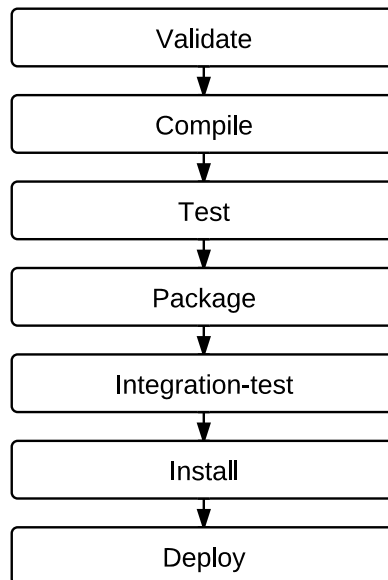 Validate
Compile
Test
Package
Integration-test
Install
Deploy